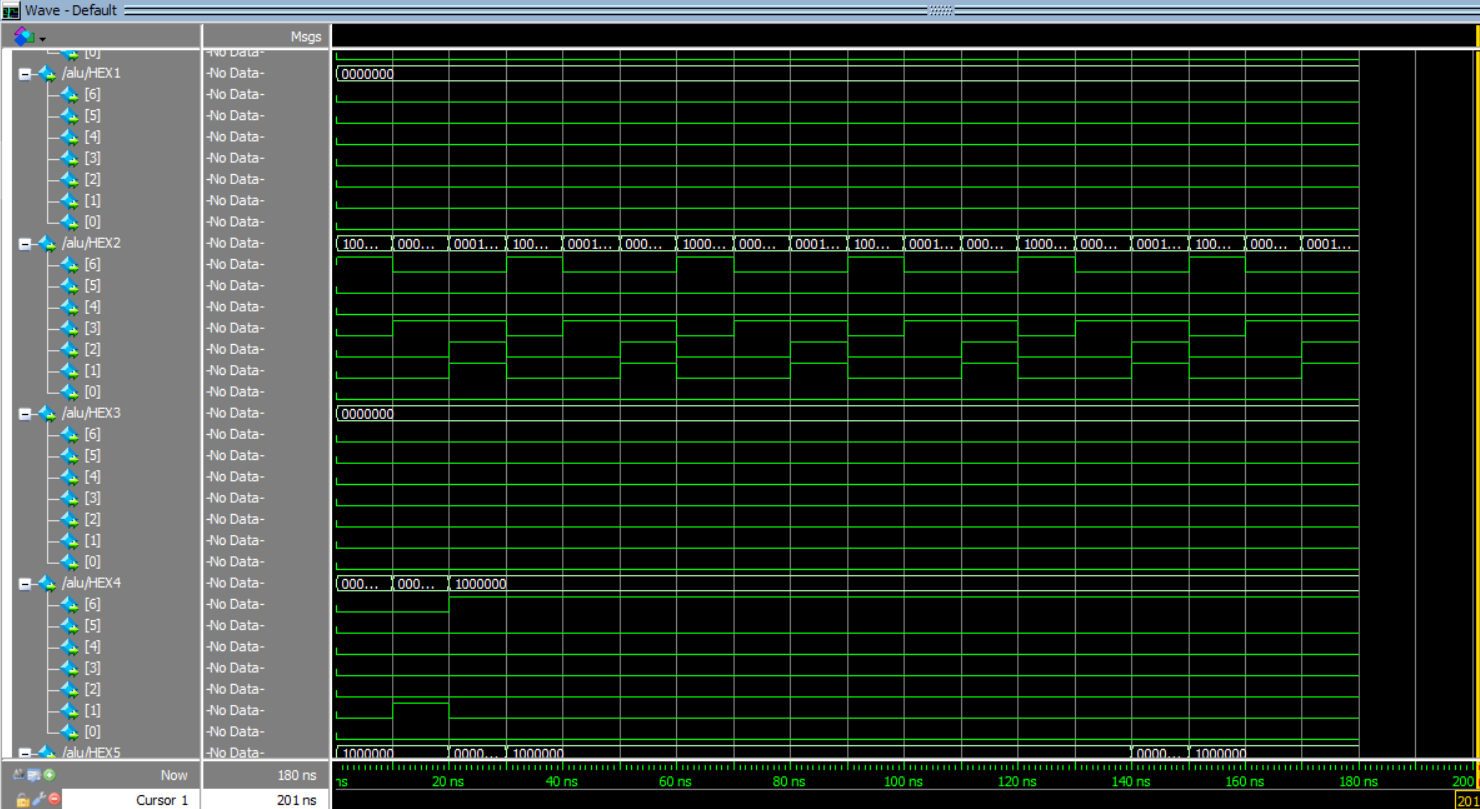 Wave - Default
Msgs
[0] -No Data-
/alu/HEX1 -No Data- 0000000
[6] -No Data-
[5] -No Data-
[4] -No Data-
[3] -No Data-
[2] -No Data-
[1] -No Data-
[0] -No Data-
/alu/HEX2 -No Data- 100... 000... 0001... 100... 0001... 000... 1000... 000... 0001... 100... 0001... 000... 1000... 000... 0001... 100... 000... 0001...
[6] -No Data-
[5] -No Data-
[4] -No Data-
[3] -No Data-
[2] -No Data-
[1] -No Data-
[0] -No Data-
/alu/HEX3 -No Data- 0000000
[6] -No Data-
[5] -No Data-
[4] -No Data-
[3] -No Data-
[2] -No Data-
[1] -No Data-
[0] -No Data-
/alu/HEX4 -No Data- 000... 000... 1000000
[6] -No Data-
[5] -No Data-
[4] -No Data-
[3] -No Data-
[2] -No Data-
[1] -No Data-
[0] -No Data-
/alu/HEX5 -No Data- 1000000 0000... 1000000 0000... 1000000
Now 180 ns ns 20 ns 40 ns 60 ns 80 ns 100 ns 120 ns 140 ns 160 ns 180 ns 200
Cursor 1 201 ns 201